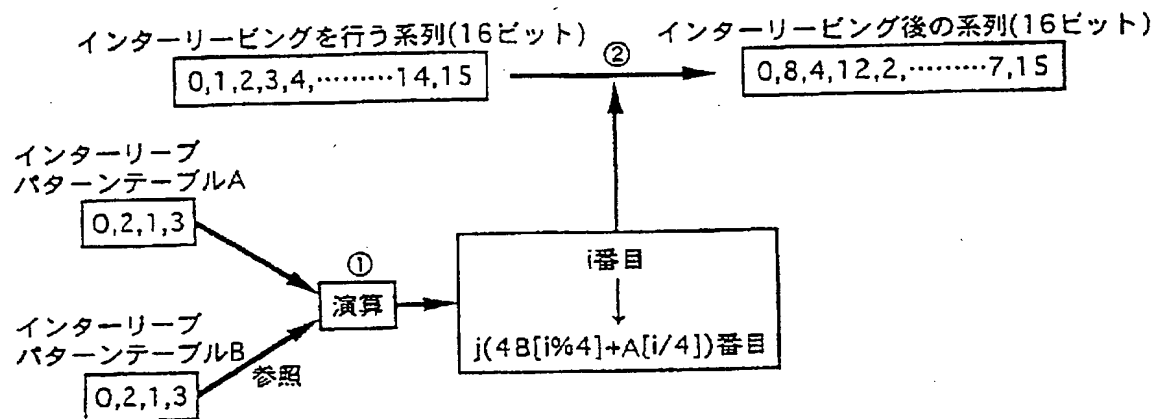 インターリービングを行う系列(16ビット)
0,1,2,3,4,………14,15
②
インターリービング後の系列(16ビット)
0,8,4,12,2,………7,15
インターリーブ
パターンテーブルA
0,2,1,3
①
演算
インターリーブ
パターンテーブルB
0,2,1,3
参照
i番目
j(4B[i%4]+A[i/4])番目